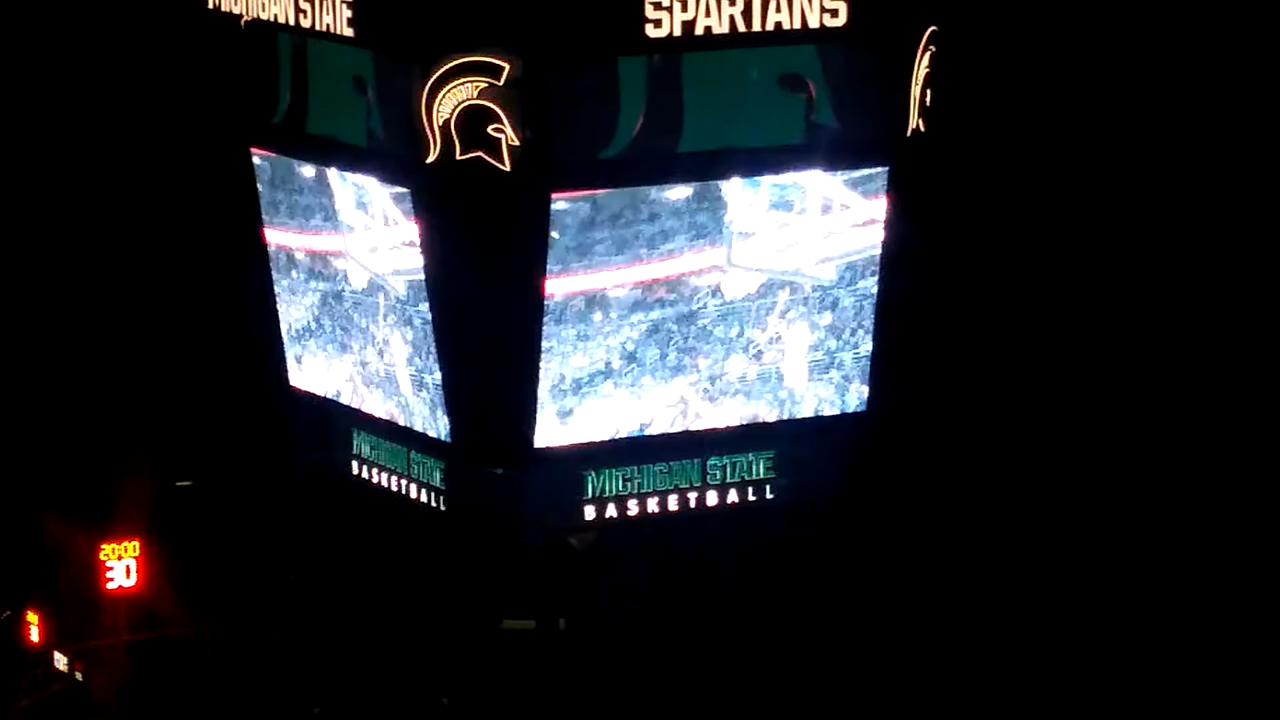 MICHIGAN STATE
SPARTANS
MICHIGAN STATE
BASKETBALL
MICHIGAN STATE
BASKETBALL
20:00
30